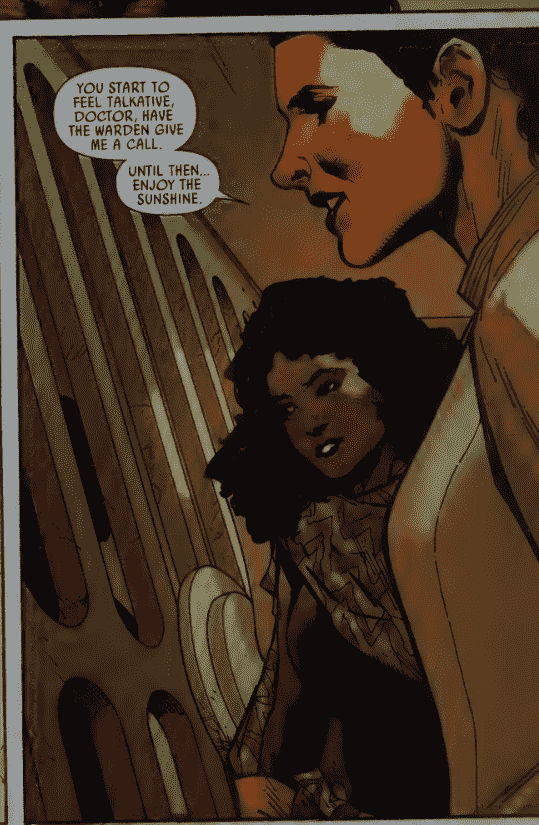 YOU START TO
FEEL TALKATIVE,
DOCTOR, HAVE
THE WARDEN GIVE
ME A CALL.
UNTIL THEN...
ENJOY THE
SUNSHINE.